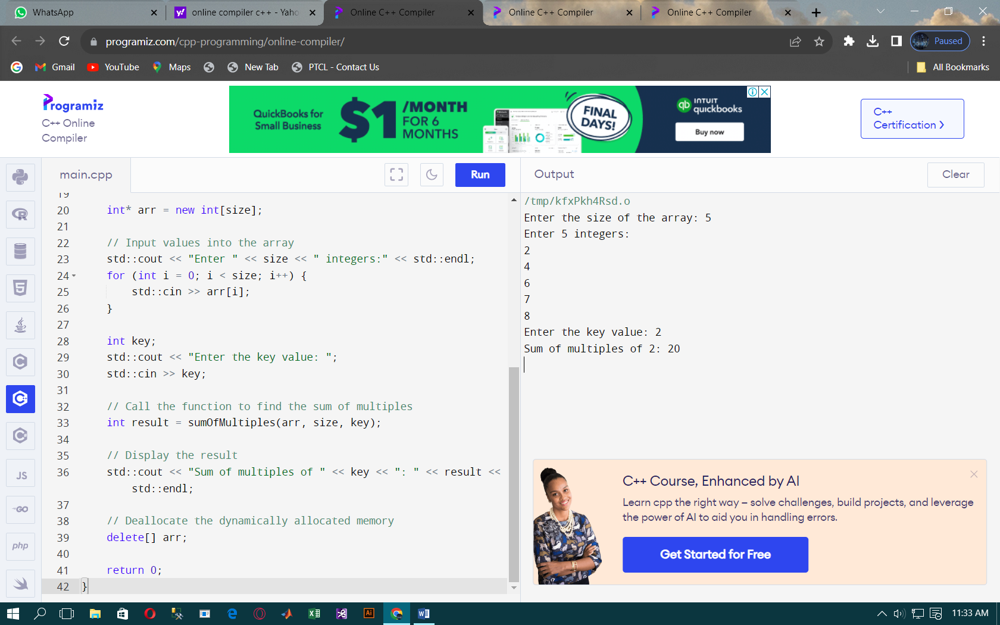 WhatsApp
online compiler c++ - Yaho
Online C++ Compiler
Online C++ Compiler
Online C++ Compiler
programiz.com/cpp-programming/online-compiler/
Paused
Gmail
YouTube
Maps
New Tab
PTCL - Contact Us
All Bookmarks
Programiz
C++ Online
Compiler
QuickBooks for
Small Business
$1
/MONTH
FOR 6
MONTHS
FINAL
DAYS!
INTUIT
quickbooks
Buy now
C++
Certification >
main.cpp
Run
Output
Clear
19
20 int* arr = new int[size];
21
22 // Input values into the array
23 std::cout << "Enter " << size << " integers:" << std::endl;
24 for (int i = 0; i < size; i++) {
25 std::cin >> arr[i];
26 }
27
28 int key;
29 std::cout << "Enter the key value: ";
30 std::cin >> key;
31
32 // Call the function to find the sum of multiples
33 int result = sumOfMultiples(arr, size, key);
34
35 // Display the result
36 std::cout << "Sum of multiples of " << key << ": " << result <<
std::endl;
37
38 // Deallocate the dynamically allocated memory
39 delete[] arr;
40
41 return 0;
42 }
/tmp/kfxPkh4Rsd.o
Enter the size of the array: 5
Enter 5 integers:
2
4
6
7
8
Enter the key value: 2
Sum of multiples of 2: 20
C++ Course, Enhanced by AI
Learn cpp the right way – solve challenges, build projects, and leverage
the power of AI to aid you in handling errors.
Get Started for Free
JS
GO
php
Ai
11:33 AM